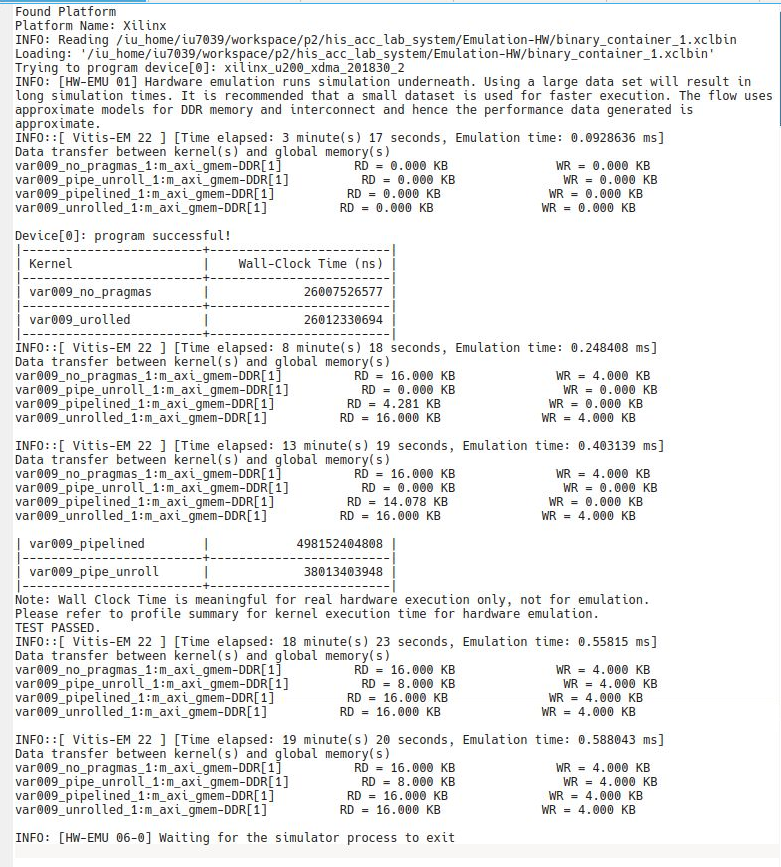 Found Platform
Platform Name: Xilinx
INFO: Reading /iu_home/iu7039/workspace/p2/his_acc_lab_system/Emulation-HW/binary_container_1.xclbin
Loading: '/iu_home/iu7039/workspace/p2/his_acc_lab_system/Emulation-HW/binary_container_1.xclbin'
Trying to program device[0]: xilinx_u200_xdma_201830_2
INFO: [HW-EMU 01] Hardware emulation runs simulation underneath. Using a large data set will result in
long simulation times. It is recommended that a small dataset is used for faster execution. The flow uses
approximate models for DDR memory and interconnect and hence the performance data generated is
approximate.
INFO::[ Vitis-EM 22 ] [Time elapsed: 3 minute(s) 17 seconds, Emulation time: 0.0928636 ms]
Data transfer between kernel(s) and global memory(s)
var009_no_pragmas_1:m_axi_gmem-DDR[1]          RD = 0.000 KB              WR = 0.000 KB
var009_pipe_unroll_1:m_axi_gmem-DDR[1]          RD = 0.000 KB              WR = 0.000 KB
var009_pipelined_1:m_axi_gmem-DDR[1]          RD = 0.000 KB              WR = 0.000 KB
var009_unrolled_1:m_axi_gmem-DDR[1]          RD = 0.000 KB              WR = 0.000 KB
Device[0]: program successful!
|--------------------------+--------------------------|
| Kernel                   |    Wall-Clock Time (ns) |
|--------------------------+--------------------------|
| var009_no_pragmas        |             26007526577 |
|--------------------------+--------------------------|
| var009_urolled           |             26012330694 |
|--------------------------+--------------------------|
INFO::[ Vitis-EM 22 ] [Time elapsed: 8 minute(s) 18 seconds, Emulation time: 0.248408 ms]
Data transfer between kernel(s) and global memory(s)
var009_no_pragmas_1:m_axi_gmem-DDR[1]          RD = 16.000 KB              WR = 4.000 KB
var009_pipe_unroll_1:m_axi_gmem-DDR[1]          RD = 0.000 KB              WR = 0.000 KB
var009_pipelined_1:m_axi_gmem-DDR[1]          RD = 4.281 KB              WR = 0.000 KB
var009_unrolled_1:m_axi_gmem-DDR[1]          RD = 16.000 KB              WR = 4.000 KB
INFO::[ Vitis-EM 22 ] [Time elapsed: 13 minute(s) 19 seconds, Emulation time: 0.403139 ms]
Data transfer between kernel(s) and global memory(s)
var009_no_pragmas_1:m_axi_gmem-DDR[1]          RD = 16.000 KB              WR = 4.000 KB
var009_pipe_unroll_1:m_axi_gmem-DDR[1]          RD = 0.000 KB              WR = 0.000 KB
var009_pipelined_1:m_axi_gmem-DDR[1]          RD = 14.078 KB              WR = 0.000 KB
var009_unrolled_1:m_axi_gmem-DDR[1]          RD = 16.000 KB              WR = 4.000 KB
| var009_pipelined         |            498152404808 |
|--------------------------+--------------------------|
| var009_pipe_unroll       |             38013403948 |
|--------------------------+--------------------------|
Note: Wall Clock Time is meaningful for real hardware execution only, not for emulation.
Please refer to profile summary for kernel execution time for hardware emulation.
TEST PASSED.
INFO::[ Vitis-EM 22 ] [Time elapsed: 18 minute(s) 23 seconds, Emulation time: 0.55815 ms]
Data transfer between kernel(s) and global memory(s)
var009_no_pragmas_1:m_axi_gmem-DDR[1]          RD = 16.000 KB              WR = 4.000 KB
var009_pipe_unroll_1:m_axi_gmem-DDR[1]          RD = 8.000 KB              WR = 4.000 KB
var009_pipelined_1:m_axi_gmem-DDR[1]          RD = 16.000 KB              WR = 4.000 KB
var009_unrolled_1:m_axi_gmem-DDR[1]          RD = 16.000 KB              WR = 4.000 KB
INFO::[ Vitis-EM 22 ] [Time elapsed: 19 minute(s) 20 seconds, Emulation time: 0.588043 ms]
Data transfer between kernel(s) and global memory(s)
var009_no_pragmas_1:m_axi_gmem-DDR[1]          RD = 16.000 KB              WR = 4.000 KB
var009_pipe_unroll_1:m_axi_gmem-DDR[1]          RD = 8.000 KB              WR = 4.000 KB
var009_pipelined_1:m_axi_gmem-DDR[1]          RD = 16.000 KB              WR = 4.000 KB
var009_unrolled_1:m_axi_gmem-DDR[1]          RD = 16.000 KB              WR = 4.000 KB
INFO: [HW-EMU 06-0] Waiting for the simulator process to exit